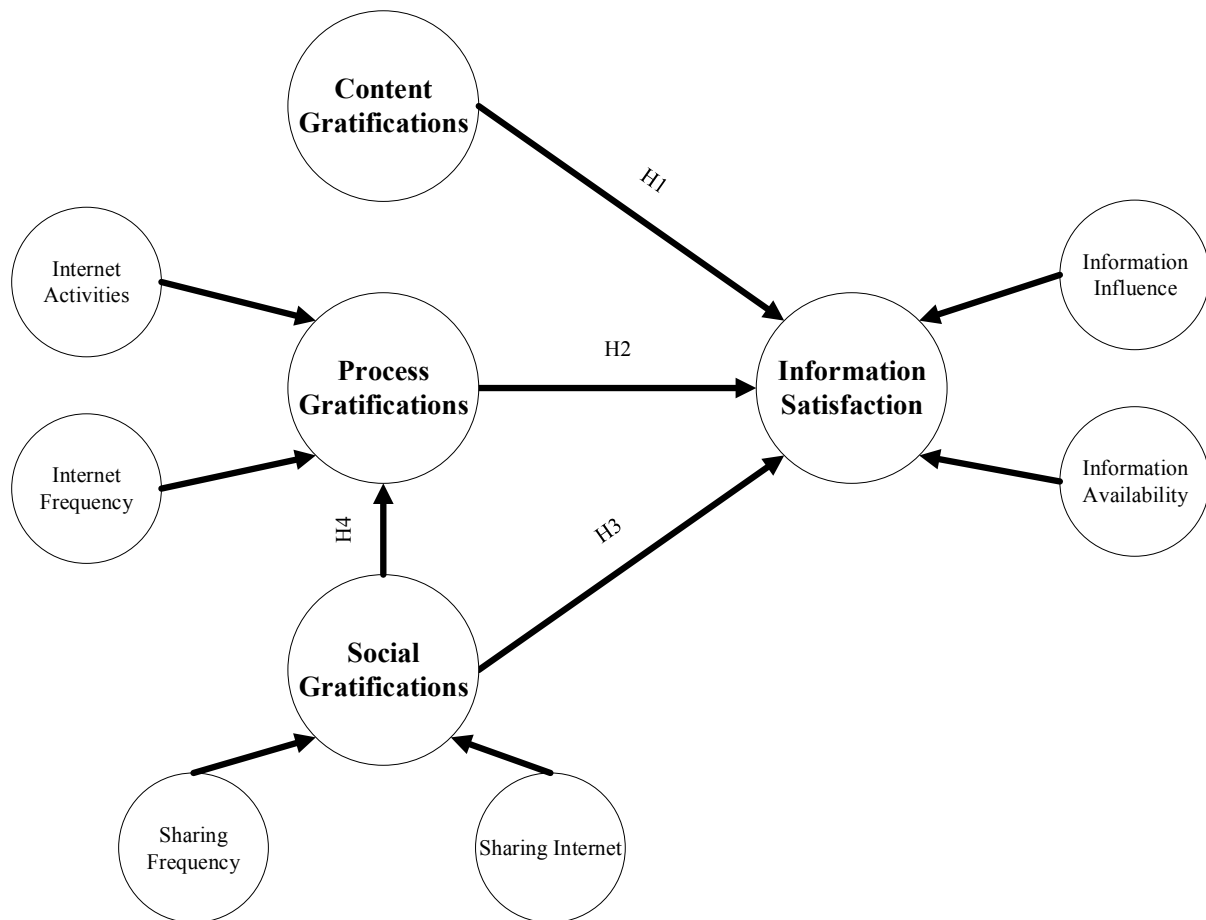 Content
Gratifications
H1
Internet
Activities
Information
Influence
Process
Gratifications
H2
Information
Satisfaction
Internet
Frequency
Information
Availability
H4
H3
Social
Gratifications
Sharing
Frequency
Sharing Internet